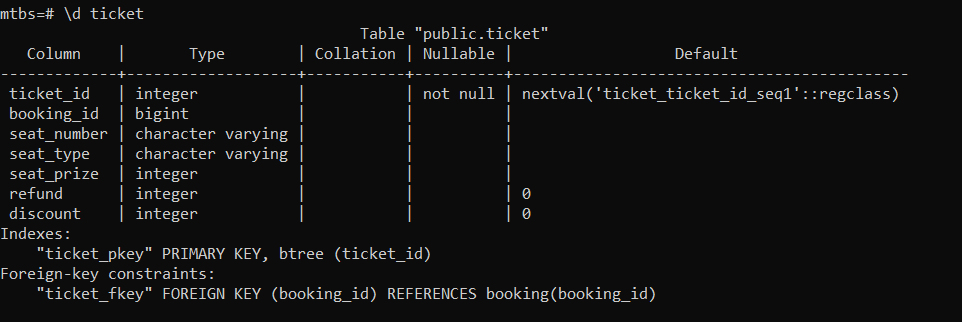 mtbs=# \d ticket
                                            Table "public.ticket"
   Column    |       Type        | Collation | Nullable |                   Default
-------------+-------------------+-----------+----------+--------------------------------------------
 ticket_id   | integer           |           | not null | nextval('ticket_ticket_id_seq1'::regclass)
 booking_id  | bigint            |           |          |
 seat_number | character varying |           |          |
 seat_type   | character varying |           |          |
 seat_prize  | integer           |           |          |
 refund      | integer           |           |          | 0
 discount    | integer           |           |          | 0
Indexes:
    "ticket_pkey" PRIMARY KEY, btree (ticket_id)
Foreign-key constraints:
    "ticket_fkey" FOREIGN KEY (booking_id) REFERENCES booking(booking_id)